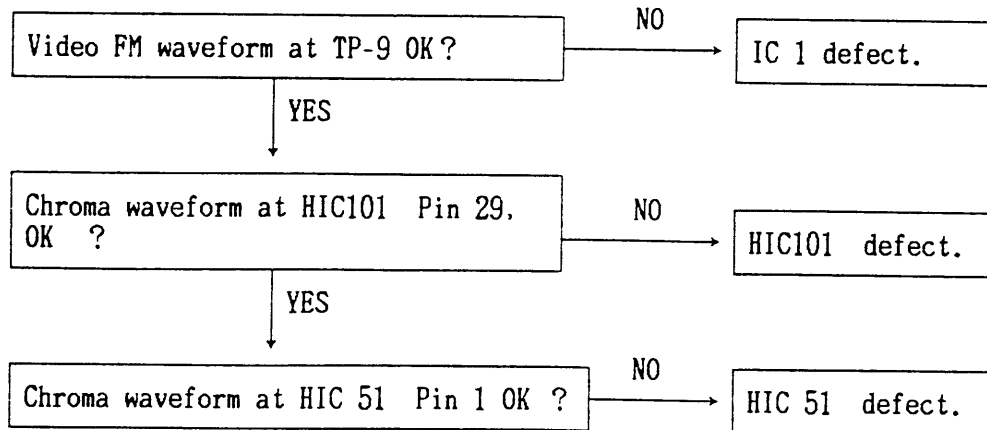 Video FM waveform at TP-9 OK?
NO
IC 1 defect.
YES
Chroma waveform at HIC101 Pin 29,
OK ?
NO
HIC101 defect.
YES
Chroma waveform at HIC 51 Pin 1 OK ?
NO
HIC 51 defect.